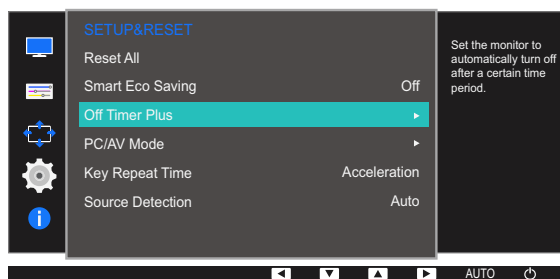 SETUP&RESET
Reset All
Smart Eco Saving Off
Off Timer Plus
PC/AV Mode
Key Repeat Time Acceleration
Source Detection Auto
Set the monitor to
automatically turn off
after a certain time
period.
AUTO